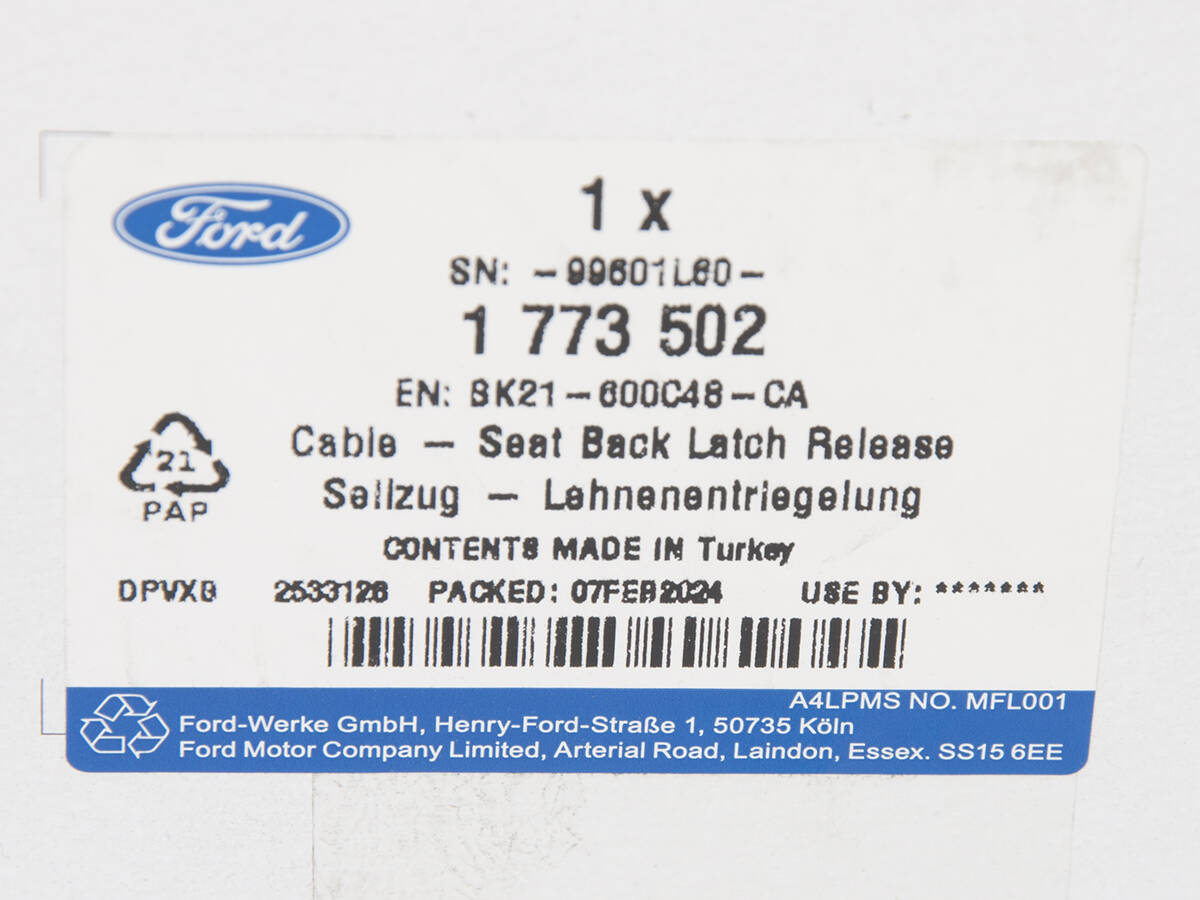 Ford
1 x
SN: -99601L60-
1 773 502
EN: BK21-600C48-CA
Cable - Seat Back Latch Release
Seilzug - Lehnenentriegelung
21
PAP
CONTENTS MADE IN Turkey
DPVXB 2533126 PACKED: 07FEB2024 USE BY: *******
A4LPMS NO. MFL001
Ford-Werke GmbH, Henry-Ford-Straße 1, 50735 Köln
Ford Motor Company Limited, Arterial Road, Laindon, Essex. SS15 6EE